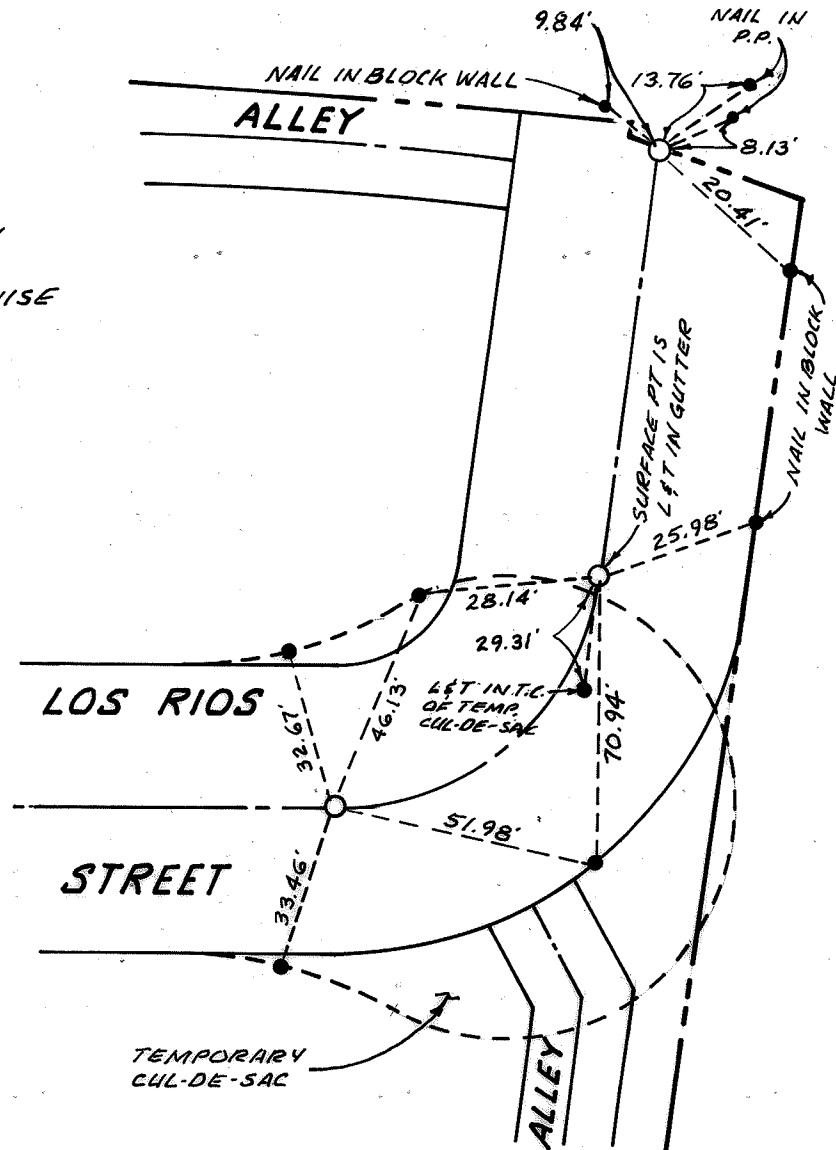 9.84'
NAIL IN
P.P.
NAIL IN BLOCK WALL
13.76'
ALLEY
8.13'
20.41'
NAIL IN BLOCK
WALL
SURFACE PT IS
L&T IN GUTTER
25.98'
28.14'
29.31'
L&T IN T.C.
OF TEMP.
CUL-DE-SAC
LOS RIOS
32.67'
46.13'
70.94'
51.98'
STREET
33.46'
TEMPORARY
CUL-DE-SAC
ALLEY